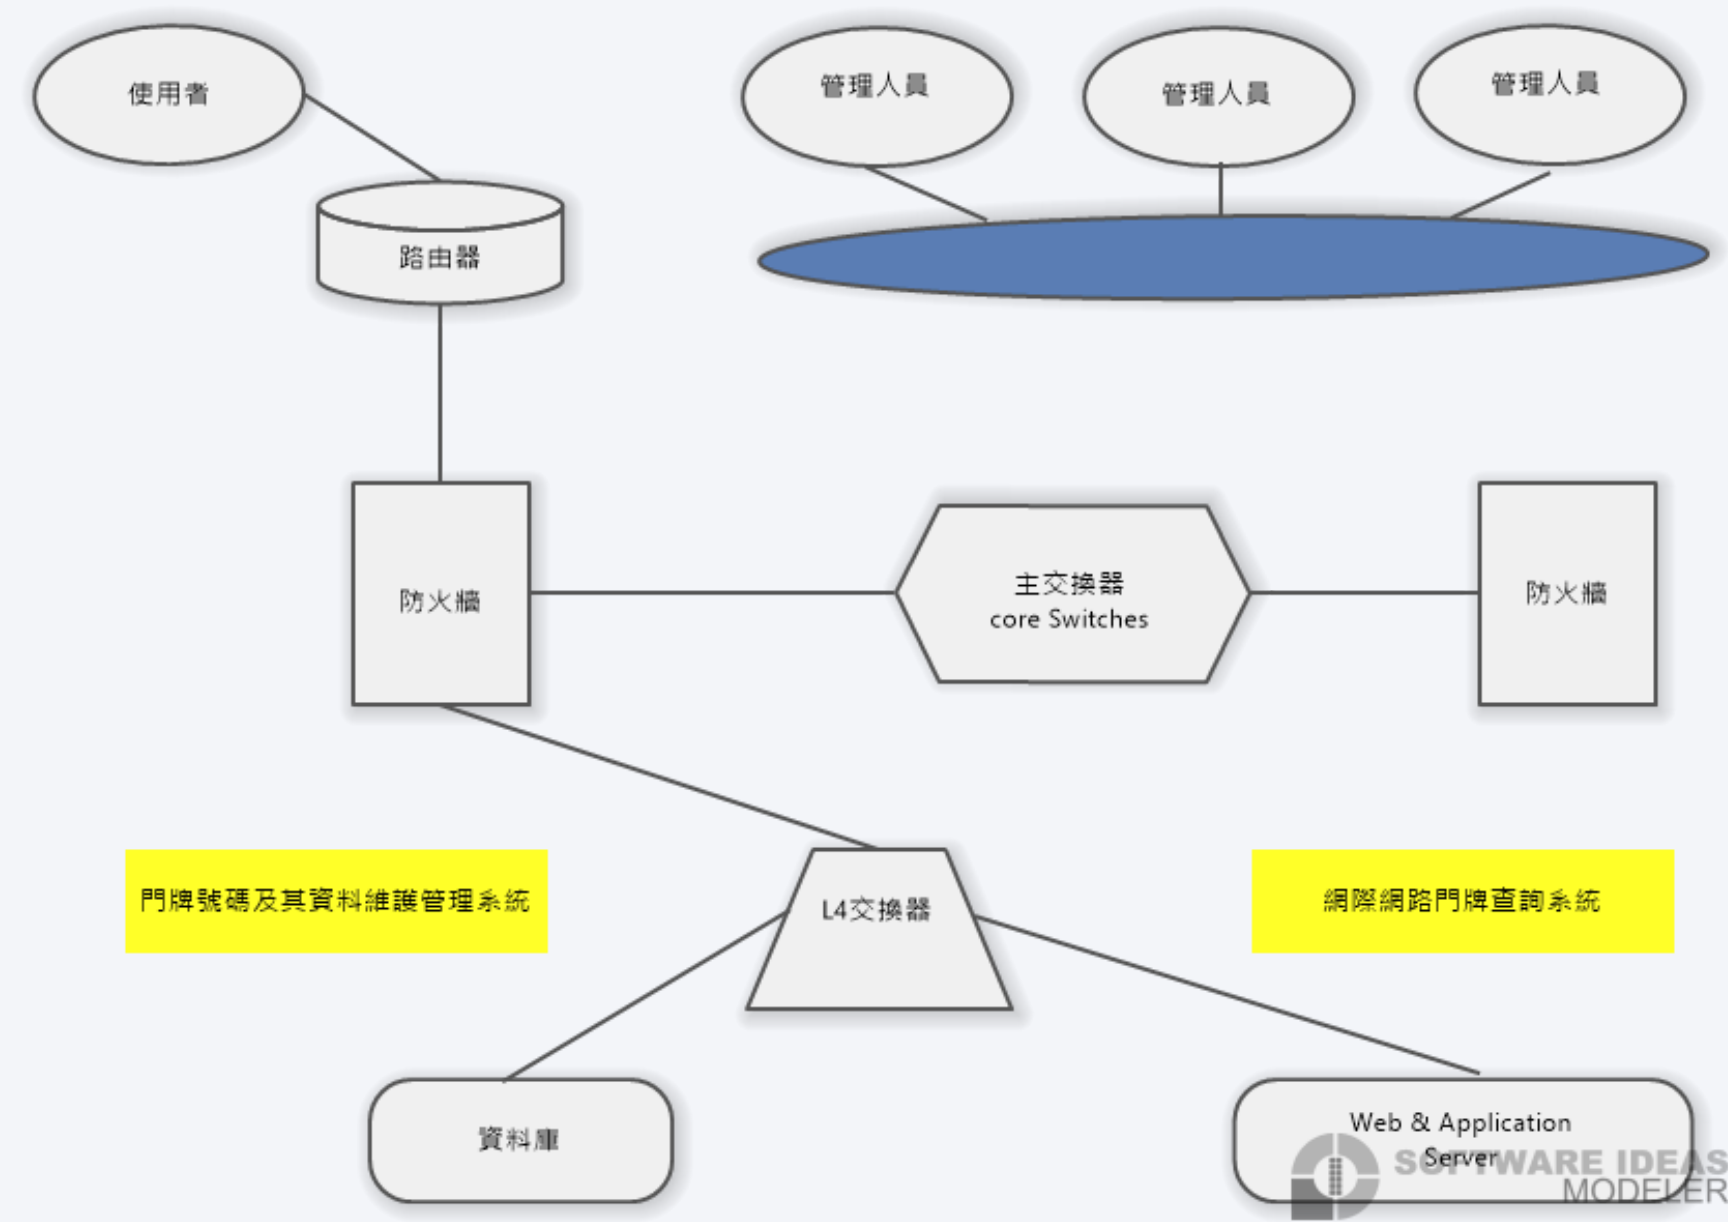 使用者
管理人員
管理人員
管理人員
路由器
防火牆
主交換器
core Switches
防火牆
門牌號碼及其資料維護管理系統
L4交換器
網際網路門牌查詢系統
資料庫
Web & Application
Server
SOFTWARE IDEAS
MODELER